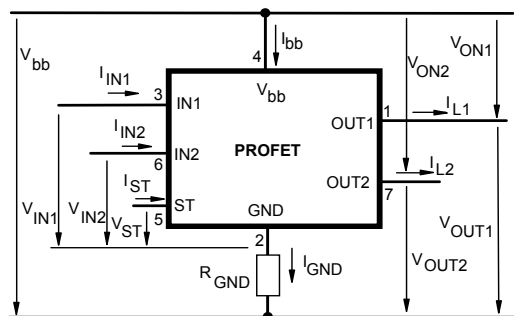 V bb
I bb
V ON1
V ON2
4
I IN1
3
IN1
V bb
1
I L1
OUT1
I IN2
6
IN2
PROFET
I L2
OUT2
7
I ST
ST
5
GND
V IN1
V IN2
V ST
2
V OUT1
V OUT2
R GND
I GND